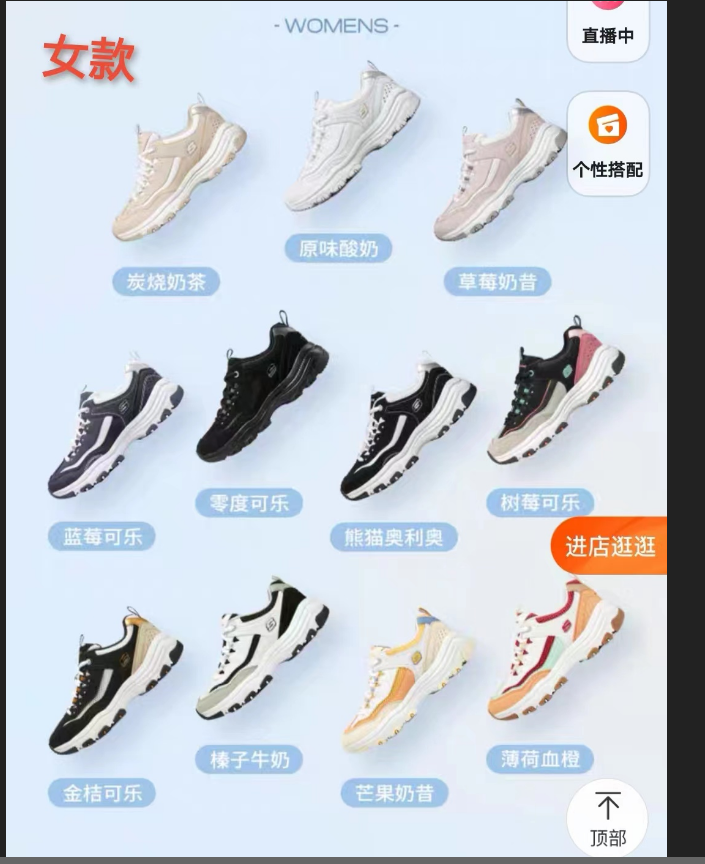 - WOMENS -
女款
直播中
个性搭配
原味酸奶
炭烧奶茶
草莓奶昔
零度可乐
树莓可乐
蓝莓可乐
熊猫奥利奥
进店逛逛
榛子牛奶
薄荷血橙
金桔可乐
芒果奶昔
顶部